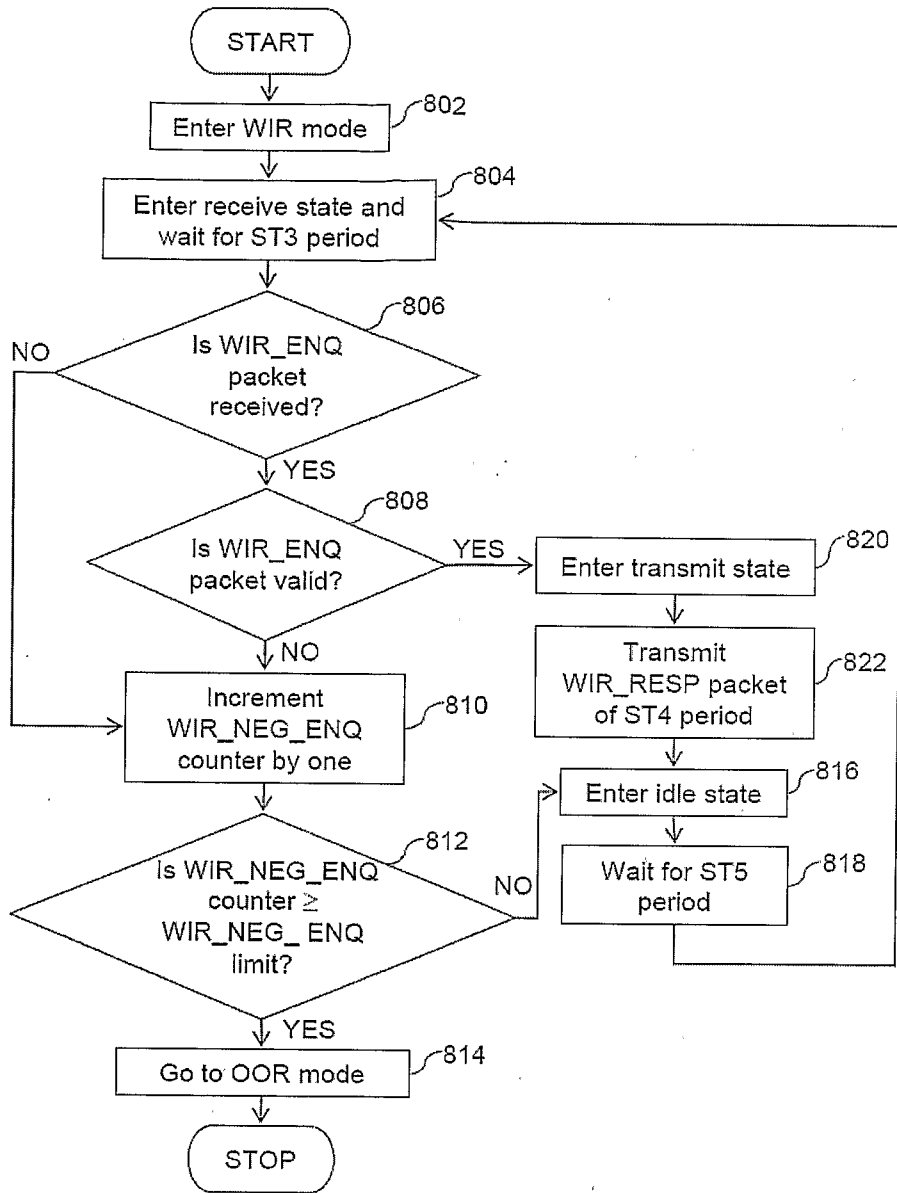 START
802
Enter WIR mode
804
Enter receive state and
wait for ST3 period
806
NO
Is WIR_ENQ
packet
received?
YES
808
Is WIR_ENQ
packet valid?
YES
820
Enter transmit state
NO
Transmit
WIR_RESP packet
of ST4 period
822
Increment
WIR_NEG_ENQ
counter by one
810
816
Enter idle state
812
Is WIR_NEG_ENQ
counter ≥
WIR_NEG_ ENQ
limit?
NO
Wait for ST5
period
818
YES
814
Go to OOR mode
STOP